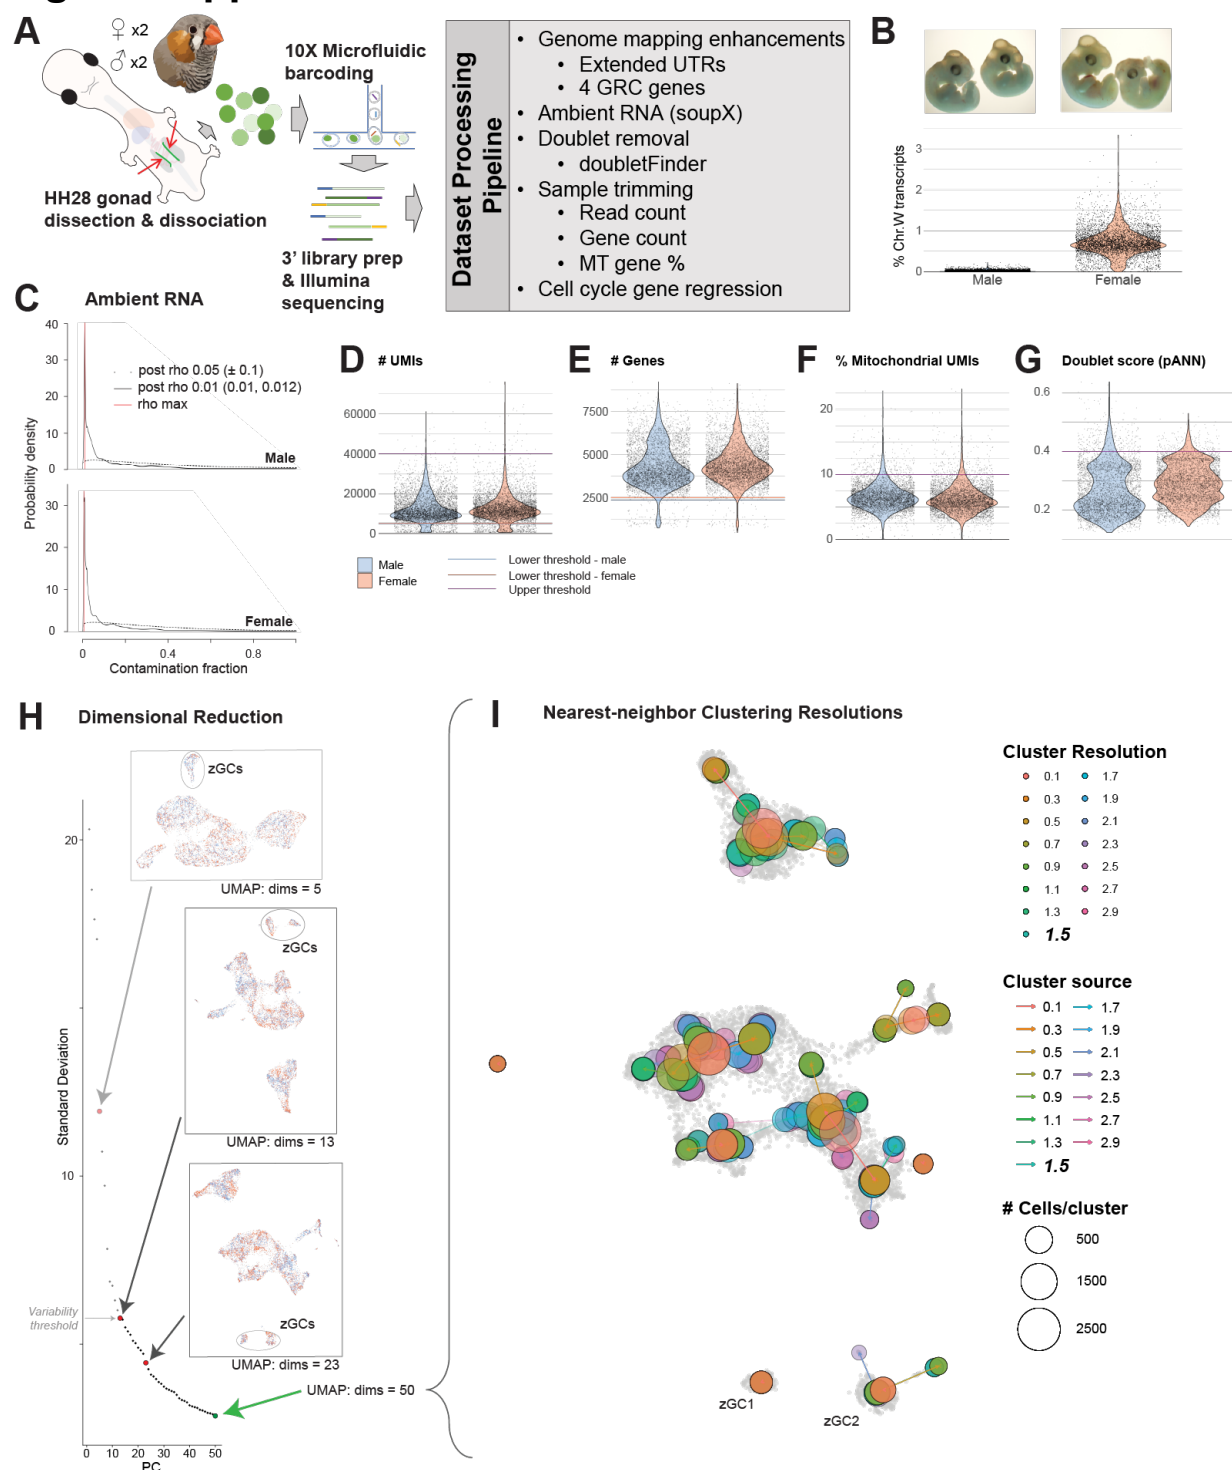 A
♀ x2
♂ x2
10X Microfluidic
barcoding
HH28 gonad
dissection & dissociation
3' library prep
& Illumina
sequencing
Dataset Processing
Pipeline
• Genome mapping enhancements
• Extended UTRs
• 4 GRC genes
• Ambient RNA (soupX)
• Doublet removal
• doubletFinder
• Sample trimming
• Read count
• Gene count
• MT gene %
• Cell cycle gene regression
B
% Chr.W transcripts
3
2
1
0
Male
Female
C
Ambient RNA
Probability density
40
30
20
10
0
post rho 0.05 (± 0.1)
post rho 0.01 (0.01, 0.012)
rho max
Male
30
20
10
0
Female
0
0.4
0.8
Contamination fraction
D
# UMIs
60000
40000
20000
0
E
# Genes
7500
5000
2500
F
% Mitochondrial UMIs
20
10
0
G
Doublet score (pANN)
0.6
0.4
0.2
Male
Female
Lower threshold - male
Lower threshold - female
Upper threshold
H
Dimensional Reduction
Standard Deviation
20
10
zGCs
UMAP: dims = 5
zGCs
UMAP: dims = 13
zGCs
UMAP: dims = 23
UMAP: dims = 50
Variability
threshold
0 10 20 30 40 50
PC
I
Nearest-neighbor Clustering Resolutions
zGC1
zGC2
Cluster Resolution
0.1 1.7
0.3 1.9
0.5 2.1
0.7 2.3
0.9 2.5
1.1 2.7
1.3 2.9
1.5
Cluster source
0.1 1.7
0.3 1.9
0.5 2.1
0.7 2.3
0.9 2.5
1.1 2.7
1.3 2.9
1.5
# Cells/cluster
500
1500
2500